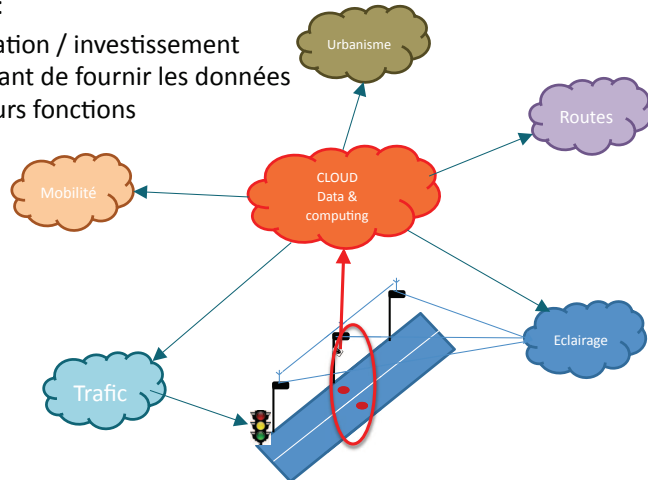 :
ation / investissement
ant de fournir les données
urs fonctions
Urbanisme
Routes
CLOUD
Data &
computing
Mobilité
Eclairage
Trafic